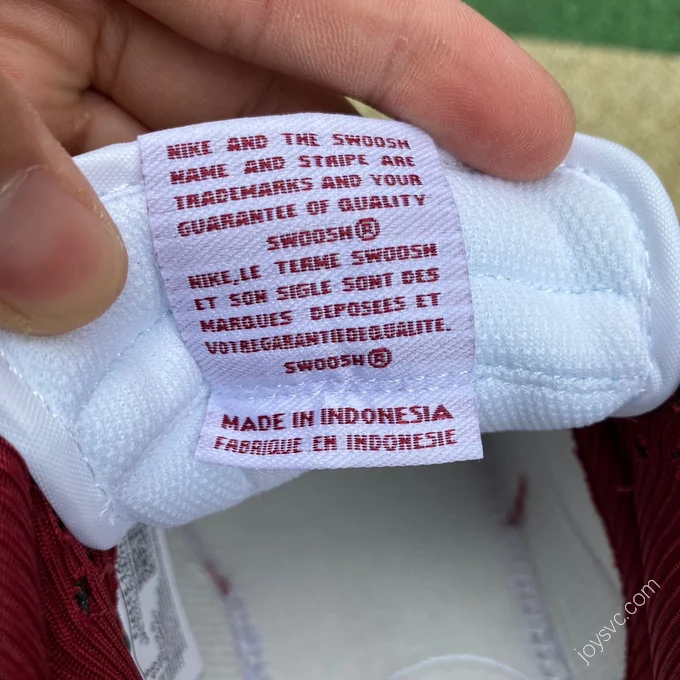 NIKE AND THE SWOOSH
NAME AND STRIPE ARE
TRADEMARKS AND YOUR
GUARANTEE OF QUALITY
SWOOSH®
NIKE,LE TERME SWOOSH
ET SON SIGLE SONT DES
MARQUES DEPOSEES ET
VOTREGARANTIEDEQUALITE.
SWOOSH®
MADE IN INDONESIA
FABRIQUE EN INDONESIE
joysvc.com